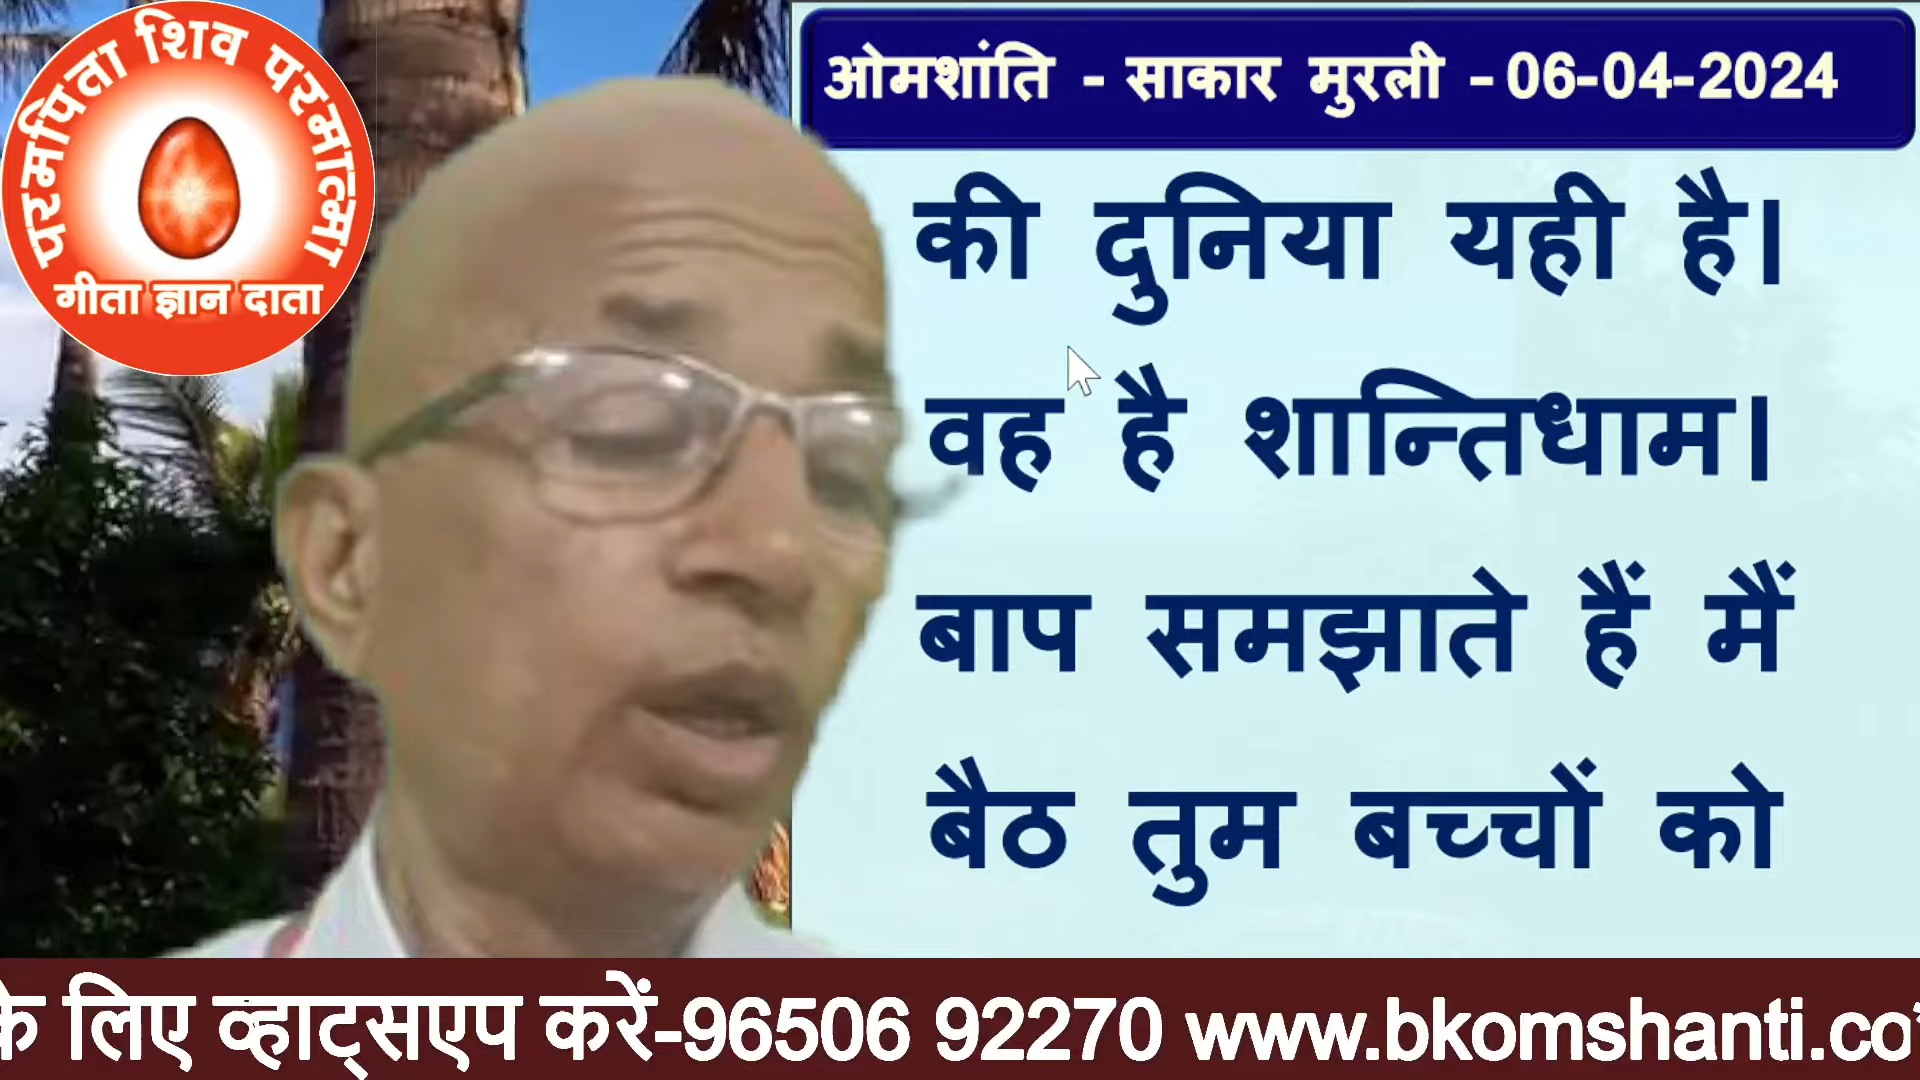 परमपिता शिव परमात्मा
गीता ज्ञान दाता
ओमशांति - साकार मुरली - 06-04-2024
की दुनिया यही है।
वह है शान्तिधाम।
बाप समझाते हैं मैं
बैठ तुम बच्चों को
के लिए व्हाट्सएप करें-96506 92270 www.bkomshanti.co